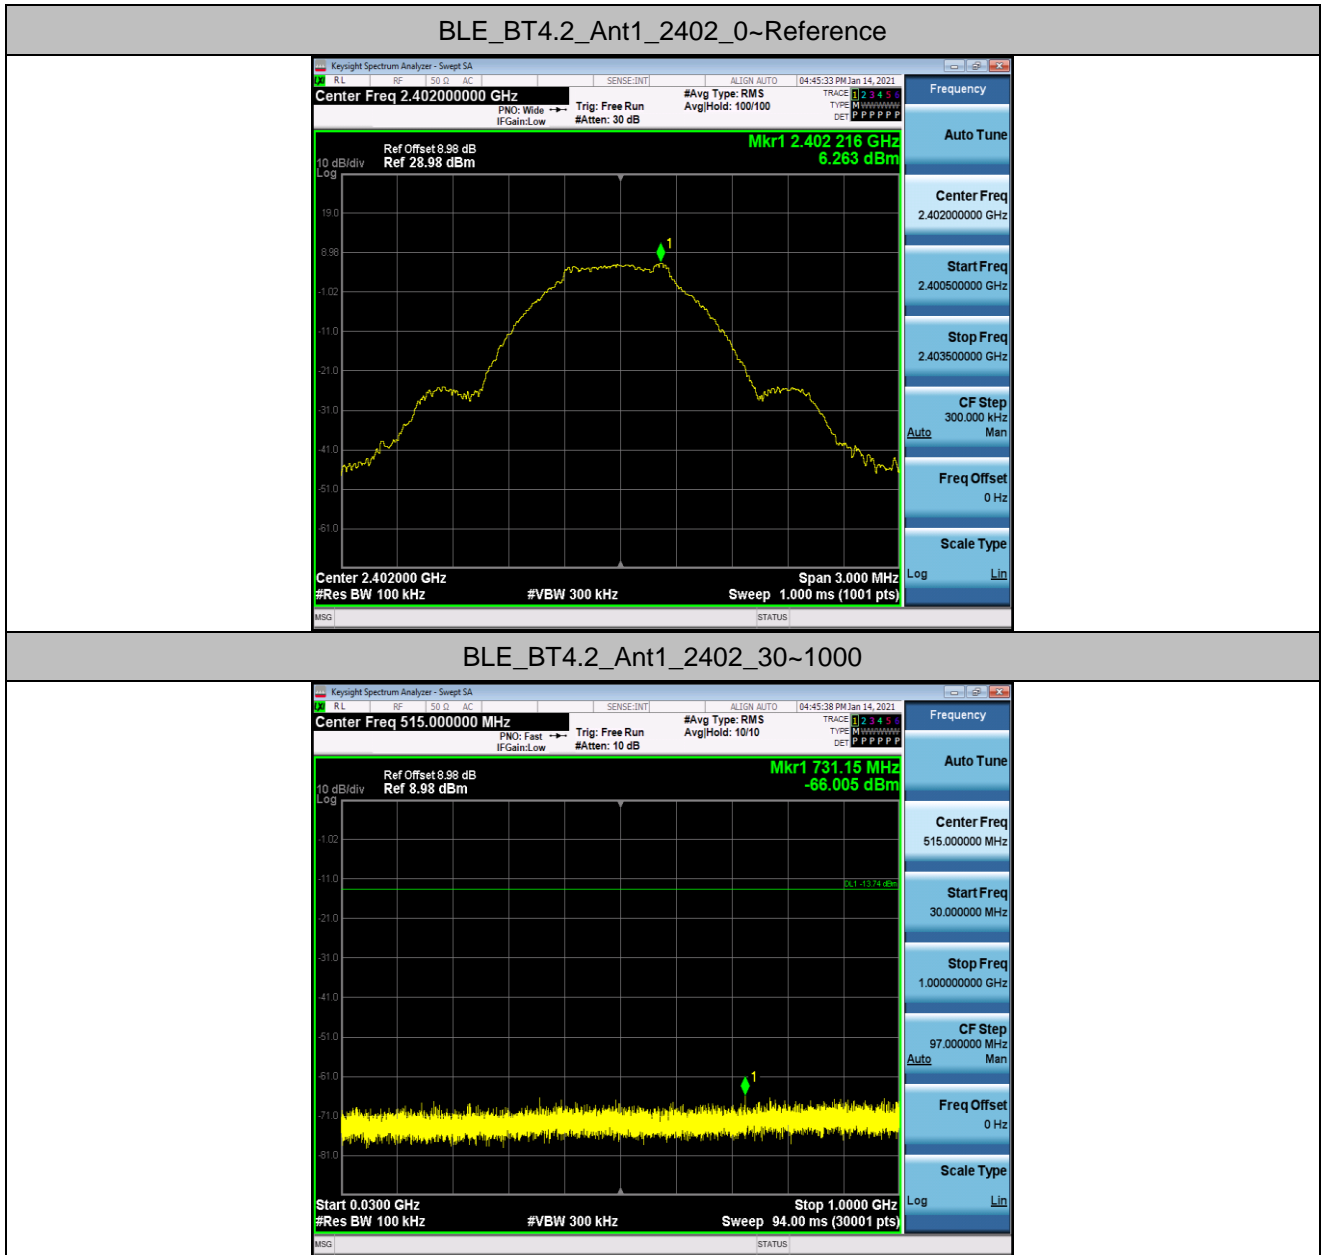 BLE_BT4.2_Ant1_2402_0~Reference
Keysight Spectrum Analyzer - Swept SA
RL RF 50 Ω AC SENSE:INT ALIGN AUTO 04:45:33 PM Jan 14, 2021
Center Freq 2.402000000 GHz
PNO: Wide
IFGain:Low
Trig: Free Run
#Atten: 30 dB
#Avg Type: RMS
Avg|Hold: 100/100
TRACE 1 2 3 4 5 6
TYPE M WWWWW
DET P P P P P P
Mkr1 2.402 216 GHz
6.263 dBm
Ref Offset 8.98 dB
10 dB/div Ref 28.98 dBm
Log
19.0
8.98
-1.02
-11.0
-21.0
-31.0
-41.0
-51.0
-61.0
1
Center 2.402000 GHz Span 3.000 MHz
#Res BW 100 kHz #VBW 300 kHz Sweep 1.000 ms (1001 pts)
MSG STATUS
Frequency
Auto Tune
Center Freq
2.402000000 GHz
Start Freq
2.400500000 GHz
Stop Freq
2.403500000 GHz
CF Step
300.000 kHz
Auto Man
Freq Offset
0 Hz
Scale Type
Log Lin
BLE_BT4.2_Ant1_2402_30~1000
Keysight Spectrum Analyzer - Swept SA
RL RF 50 Ω AC SENSE:INT ALIGN AUTO 04:45:38 PM Jan 14, 2021
Center Freq 515.000000 MHz
PNO: Fast
IFGain:Low
Trig: Free Run
#Atten: 10 dB
#Avg Type: RMS
Avg|Hold: 10/10
TRACE 1 2 3 4 5 6
TYPE M WWWWW
DET P P P P P P
Mkr1 731.15 MHz
-66.005 dBm
Ref Offset 8.98 dB
10 dB/div Ref 8.98 dBm
Log
-1.02
-11.0
-21.0
-31.0
-41.0
-51.0
-61.0
-71.0
-81.0
DL1 -13.74 dBm
1
Start 0.0300 GHz Stop 1.0000 GHz
#Res BW 100 kHz #VBW 300 kHz Sweep 94.00 ms (30001 pts)
MSG STATUS
Frequency
Auto Tune
Center Freq
515.000000 MHz
Start Freq
30.000000 MHz
Stop Freq
1.000000000 GHz
CF Step
97.000000 MHz
Auto Man
Freq Offset
0 Hz
Scale Type
Log Lin